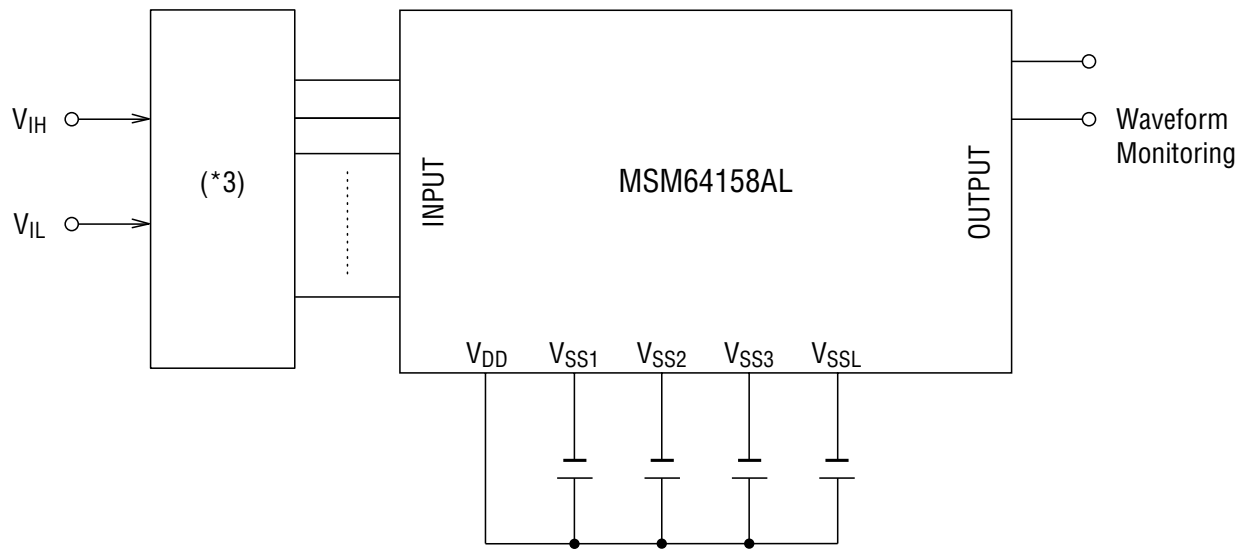 V_IH
V_IL
(*3)
INPUT
MSM64158AL
OUTPUT
Waveform
Monitoring
V_DD V_SS1 V_SS2 V_SS3 V_SSL